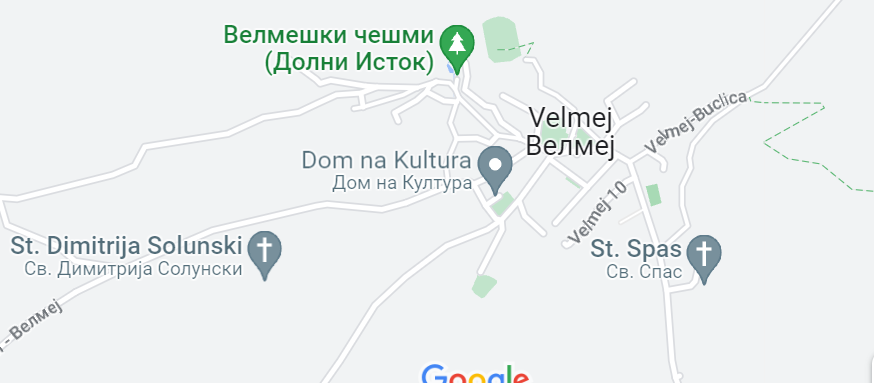 Велмешки чешми
(Долни Исток)
Velmej
Велмеј
Velmej-Buclica
Dom na Kultura
Дом на Култура
Velmej 10
St. Dimitrija Solunski
Св. Димитрија Солунски
St. Spas
Св. Спас
- Велмеј
Google